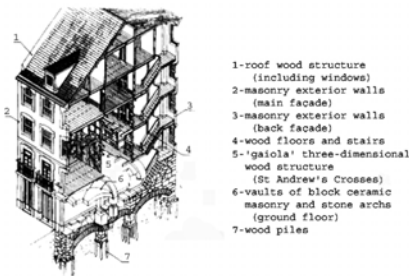 1
2
3
4
5
6
7
1-roof wood structure
(including windows)
2-masonry exterior walls
(main façade)
3-masonry exterior walls
(back façade)
4-wood floors and stairs
5-'gaiola' three-dimensional
wood structure
(St Andrew's Crosses)
6-vaults of block ceramic
masonry and stone archs
(ground floor)
7-wood piles